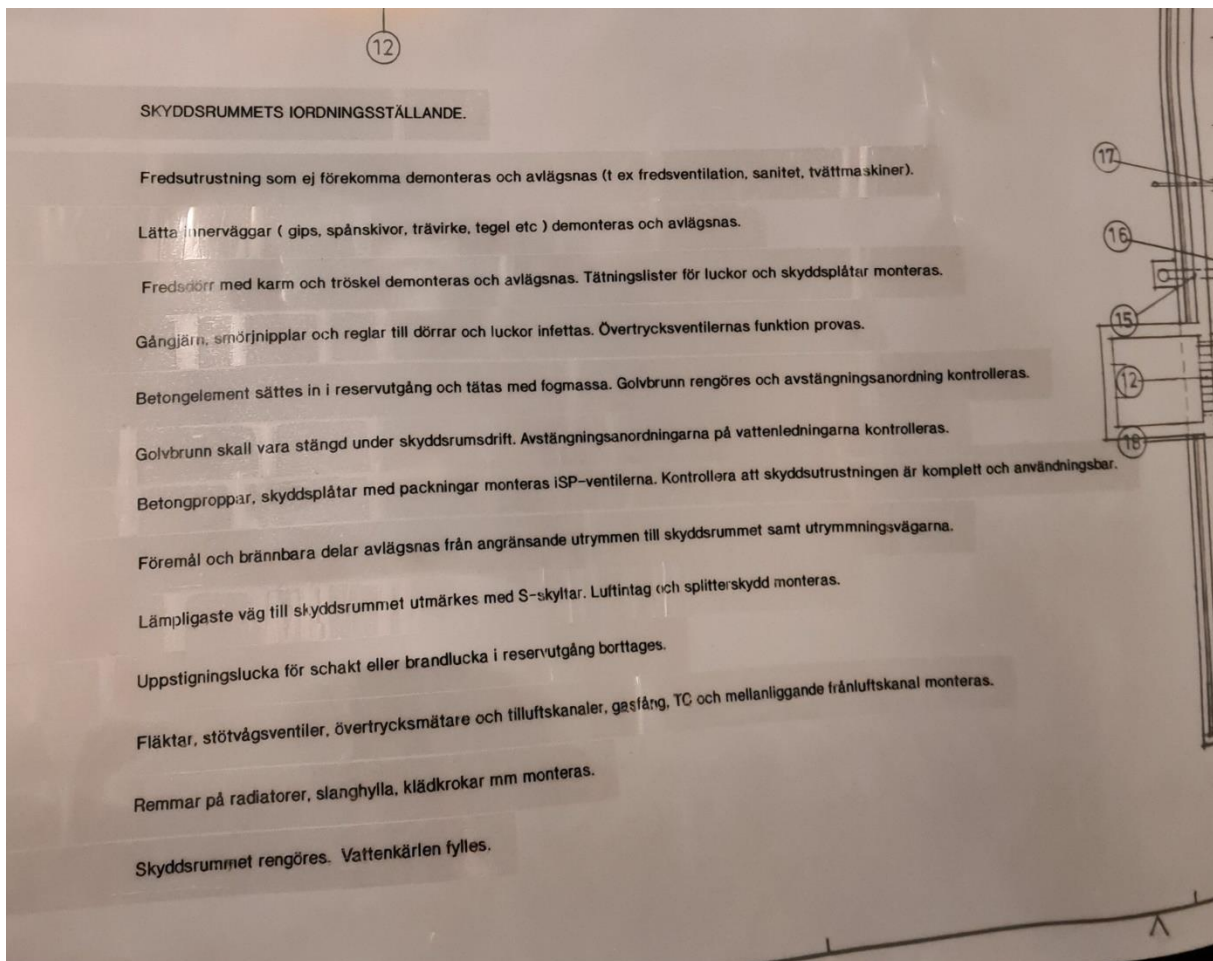 12
SKYDDSRUMMETS IORDNINGSSTÄLLANDE.
Fredsutrustning som ej förekomma demonteras och avlägsnas (t ex fredsventilation, sanitet, tvättmaskiner).
Lätta innerväggar ( gips, spånskivor, trävirke, tegel etc ) demonteras och avlägsnas.
Fredsdörr med karm och tröskel demonteras och avlägsnas. Tätningslister för luckor och skyddsplåtar monteras.
Gångjärn, smörjnipplar och reglar till dörrar och luckor infettas. Övertrycksventilernas funktion provas.
Betongelement sättes in i reservutgång och tätas med fogmassa. Golvbrunn rengöres och avstängningsanordning kontrolleras.
Golvbrunn skall vara stängd under skyddsrumsdrift. Avstängningsanordningarna på vattenledningarna kontrolleras.
Betongproppar, skyddsplåtar med packningar monteras iSP-ventilerna. Kontrollera att skyddsutrustningen är komplett och användningsbar.
Föremål och brännbara delar avlägsnas från angränsande utrymmen till skyddsrummet samt utrymmningsvägarna.
Lämpligaste väg till skyddsrummet utmärkes med S-skyltar. Luftintag och splitterskydd monteras.
Uppstigningslucka för schakt eller brandlucka i reservutgång borttages.
Fläktar, stötvågsventiler, övertrycksmätare och tilluftskanaler, gasfång, TC och mellanliggande frånluftskanal monteras.
Remmar på radiatorer, slanghylla, klädkrokar mm monteras.
Skyddsrummet rengöres. Vattenkärlen fylles.
17
16
15
12
18